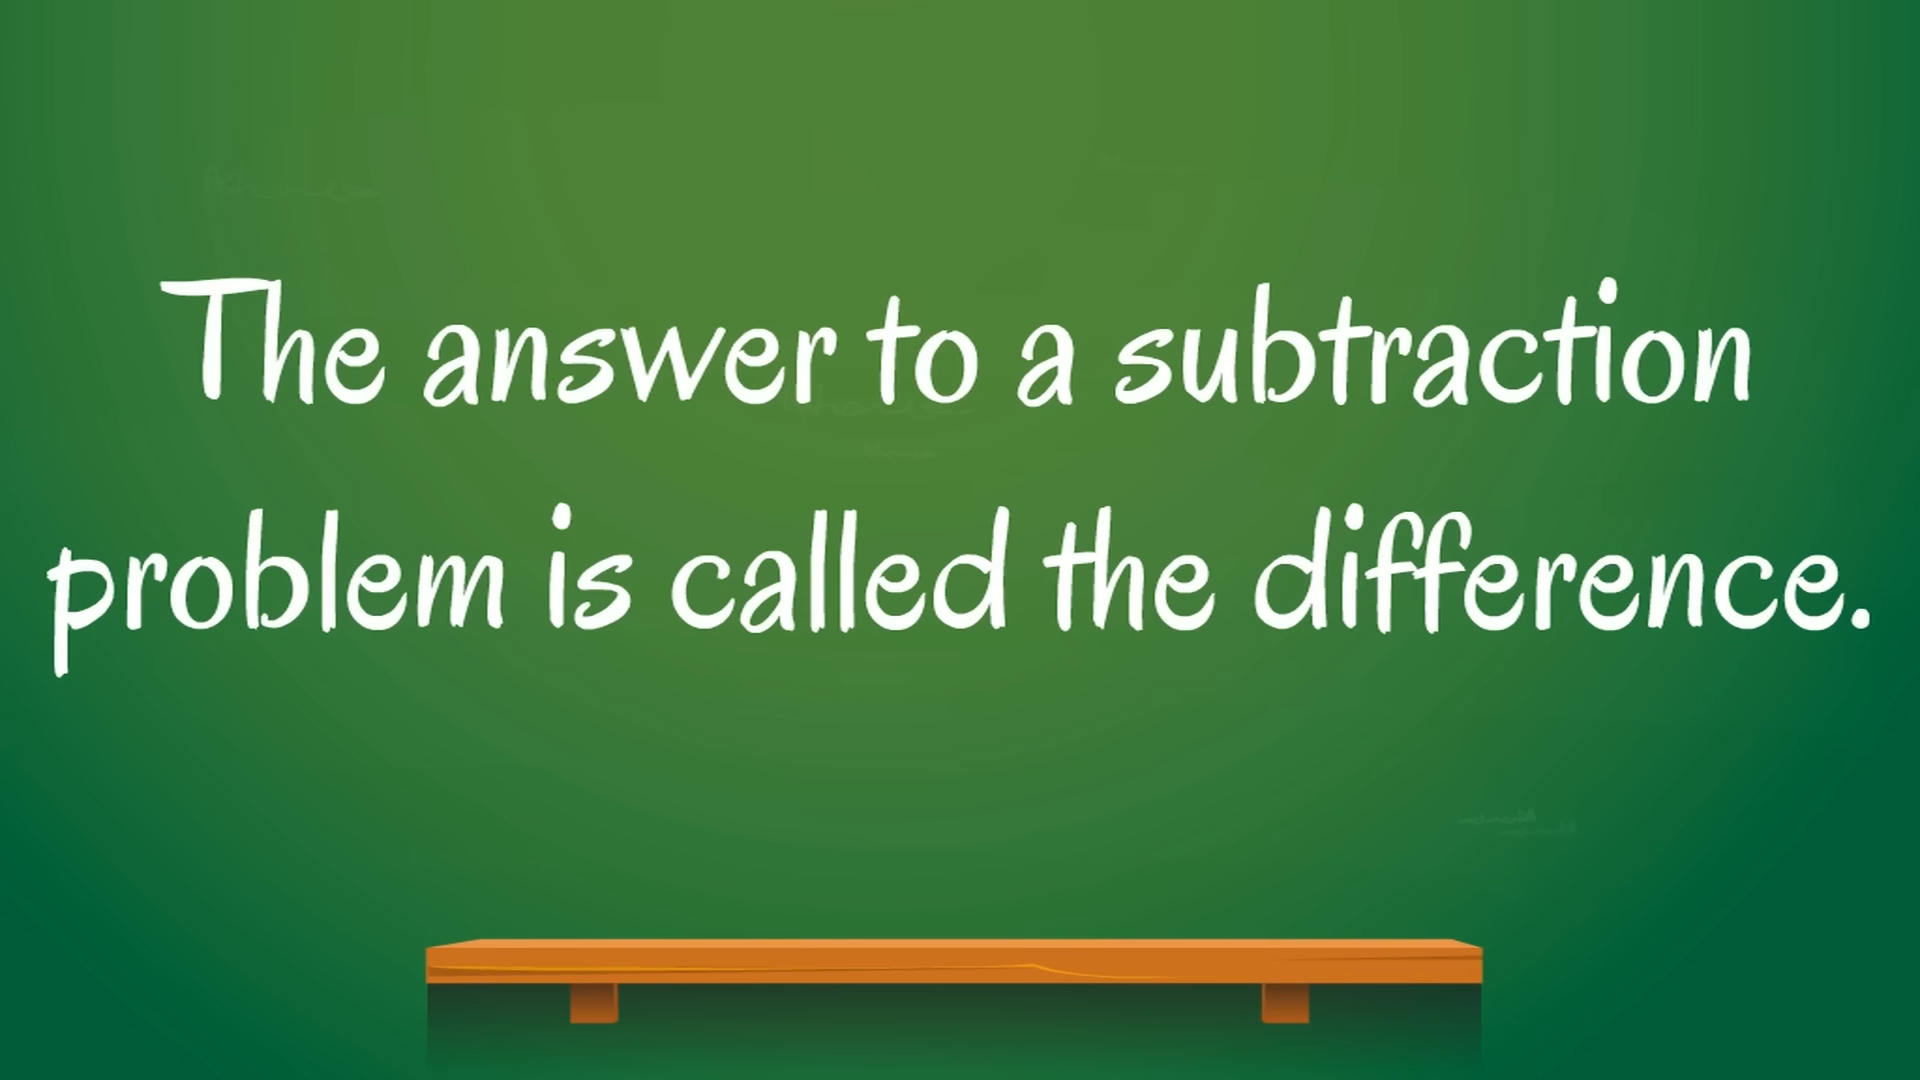 The answer to a subtraction
problem is called the difference.